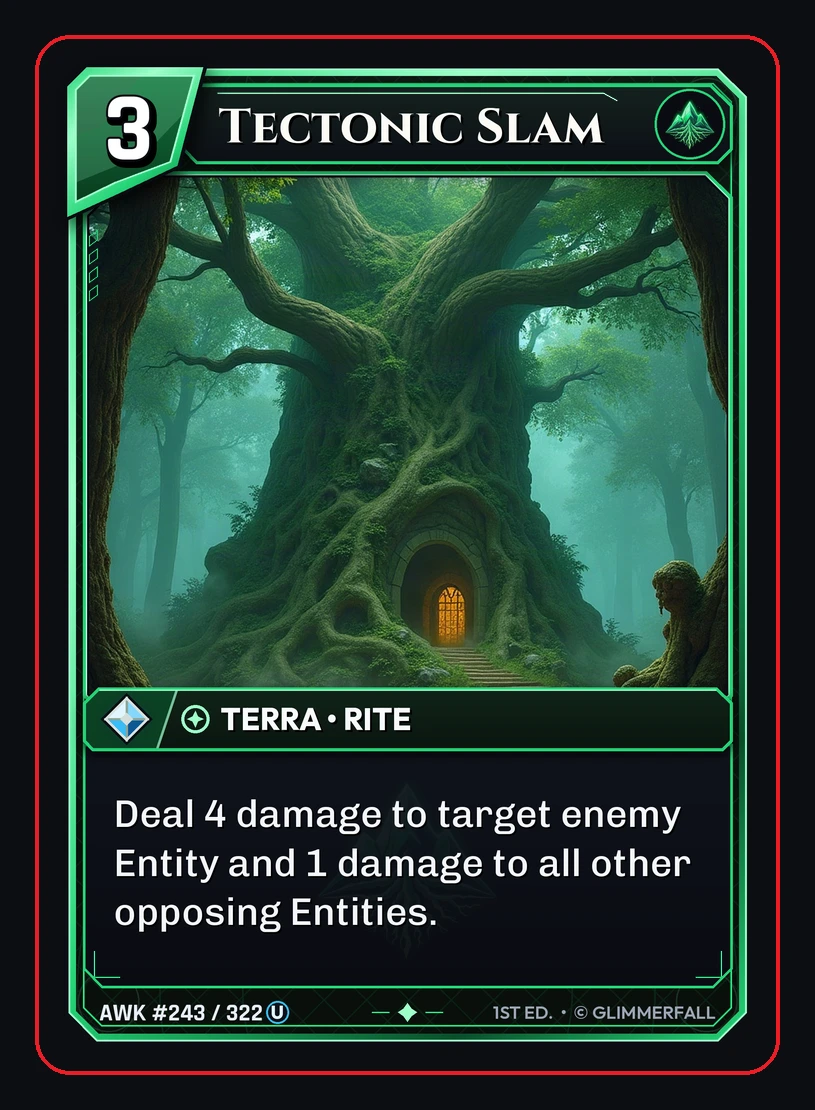 3
TECTONIC SLAM
TERRA • RITE
Deal 4 damage to target enemy
Entity and 1 damage to all other
opposing Entities.
AWK #243 / 322 U
1ST ED. • © GLIMMERFALL